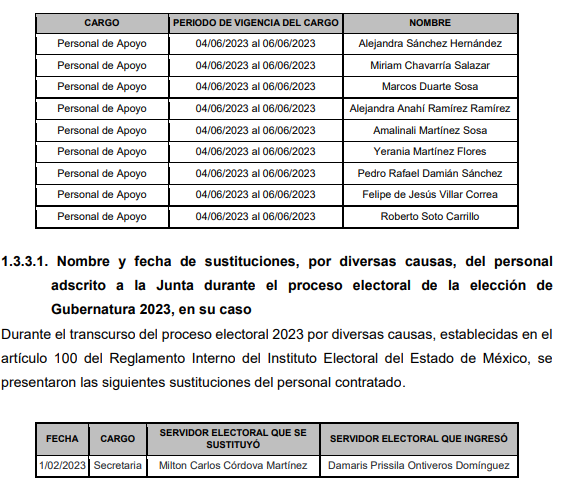 CARGO PERIODO DE VIGENCIA DEL CARGO NOMBRE
Personal de Apoyo 04/06/2023 al 06/06/2023 Alejandra Sánchez Hernández
Personal de Apoyo 04/06/2023 al 06/06/2023 Miriam Chavarría Salazar
Personal de Apoyo 04/06/2023 al 06/06/2023 Marcos Duarte Sosa
Personal de Apoyo 04/06/2023 al 06/06/2023 Alejandra Anahí Ramírez Ramírez
Personal de Apoyo 04/06/2023 al 06/06/2023 Amalinali Martínez Sosa
Personal de Apoyo 04/06/2023 al 06/06/2023 Yerania Martínez Flores
Personal de Apoyo 04/06/2023 al 06/06/2023 Pedro Rafael Damián Sánchez
Personal de Apoyo 04/06/2023 al 06/06/2023 Felipe de Jesús Villar Correa
Personal de Apoyo 04/06/2023 al 06/06/2023 Roberto Soto Carrillo
1.3.3.1. Nombre y fecha de sustituciones, por diversas causas, del personal
adscrito a la Junta durante el proceso electoral de la elección de
Gubernatura 2023, en su caso
Durante el transcurso del proceso electoral 2023 por diversas causas, establecidas en el
artículo 100 del Reglamento Interno del Instituto Electoral del Estado de México, se
presentaron las siguientes sustituciones del personal contratado.
FECHA CARGO SERVIDOR ELECTORAL QUE SE SUSTITUYÓ SERVIDOR ELECTORAL QUE INGRESÓ
1/02/2023 Secretaria Milton Carlos Córdova Martínez Damaris Prissila Ontiveros Domínguez